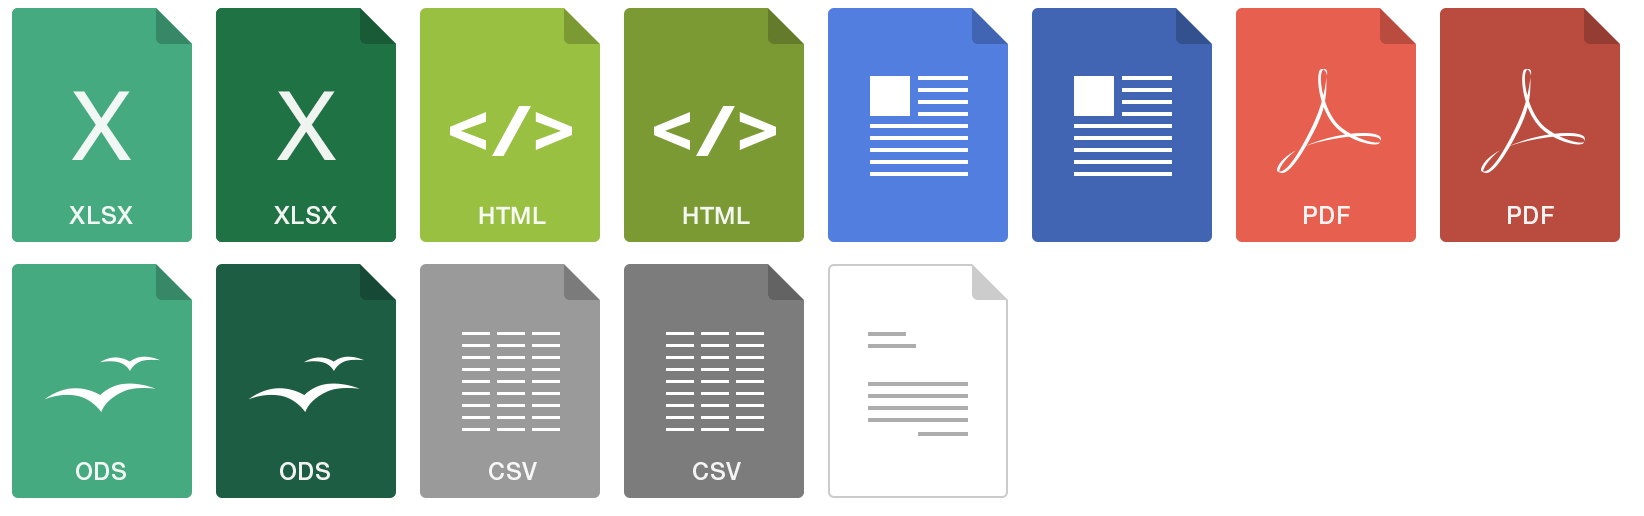 X
X
</>
</>
XLSX
XLSX
HTML
HTML
PDF
PDF
ODS
ODS
CSV
CSV